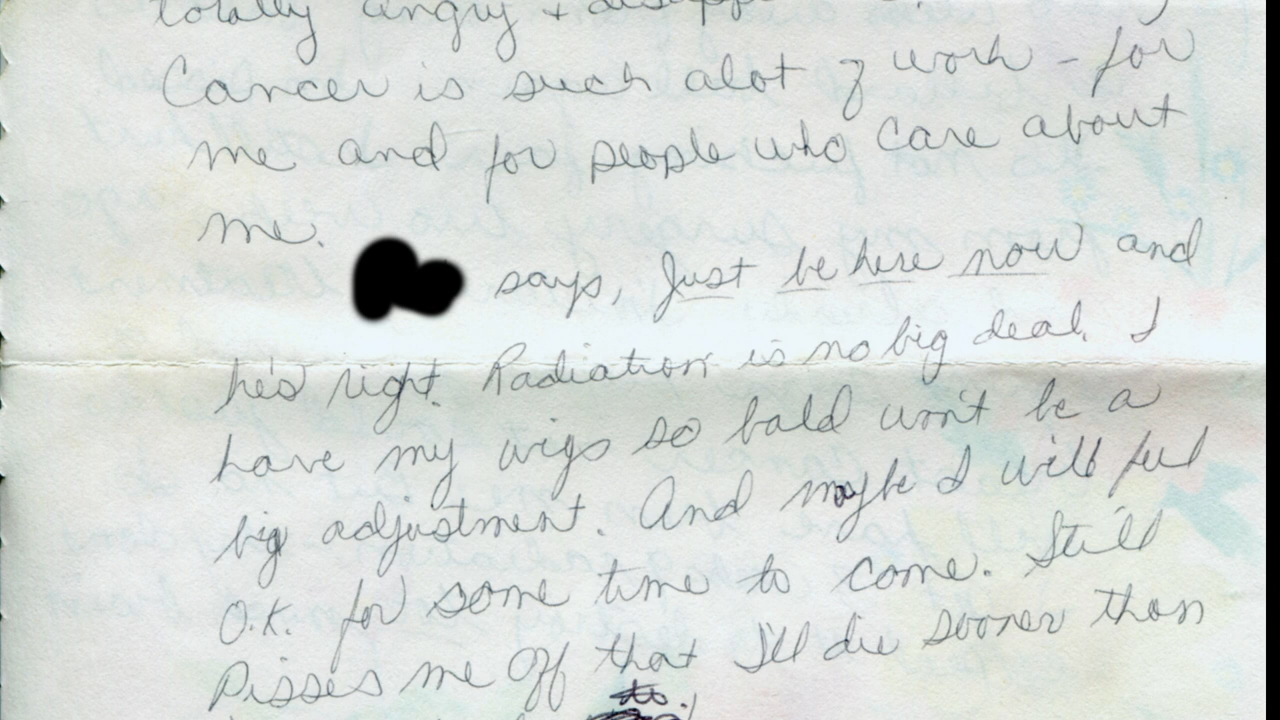 totally angry +
Cancer is such alot of work - for
me and for people who care about
me.
says, Just be here now and
he's right. Radiation is no big deal. I
have my wigs so bald won't be a
big adjustment. And maybe I will feel
O.K. for some time to come. Still
Pisses me off that I'll die sooner than